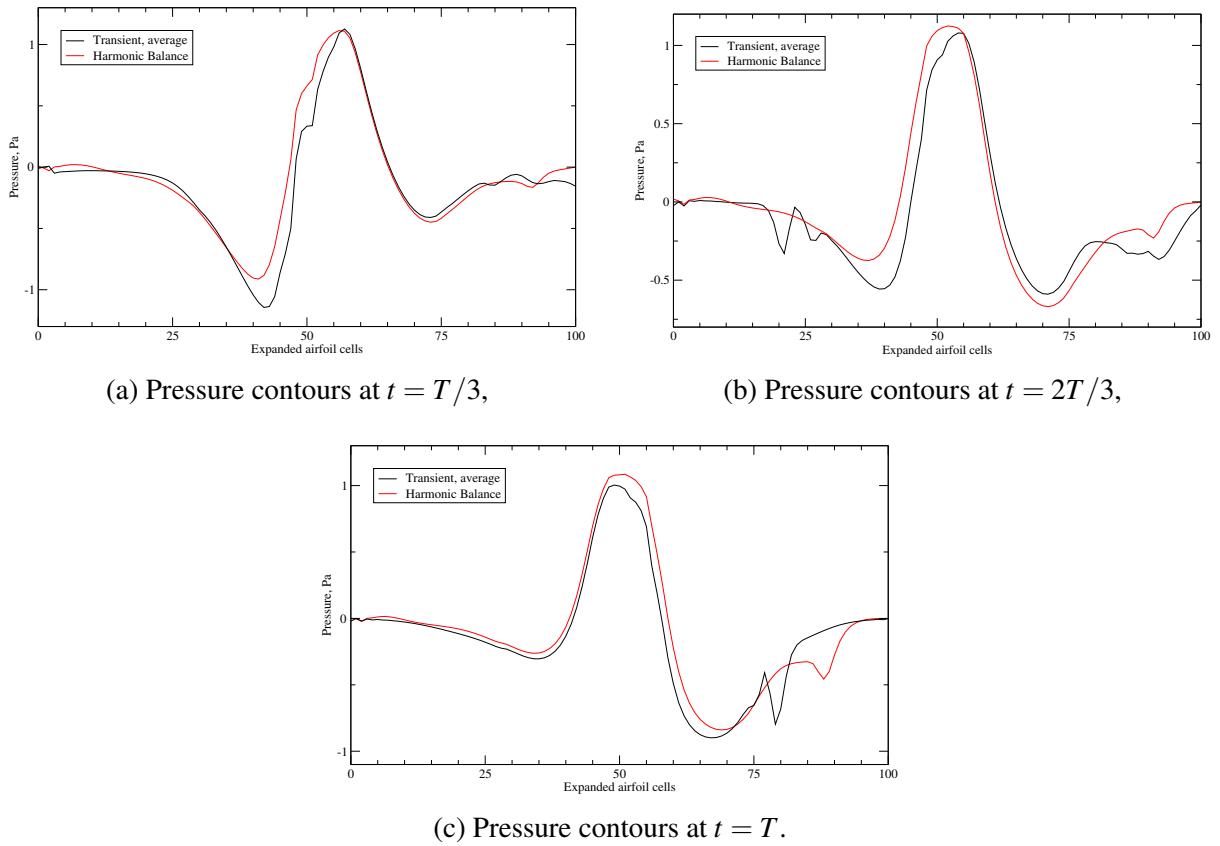 Transient, average
Harmonic Balance
1
0
-1
Pressure, Pa
0 25 50 75 100
Expanded airfoil cells
(a) Pressure contours at t = T/3,
Transient, average
Harmonic Balance
1
0.5
0
-0.5
Pressure, Pa
0 25 50 75 100
Expanded airfoil cells
(b) Pressure contours at t = 2T/3,
Transient, average
Harmonic Balance
1
0
-1
Pressure, Pa
0 25 50 75 100
Expanded airfoil cells
(c) Pressure contours at t = T.